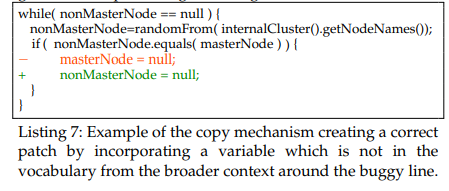 while( nonMasterNode == null ) {
nonMasterNode=randomFrom( internalCluster().getNodeNames());
if( nonMasterNode.equals( masterNode ) ) {
− masterNode = null;
+ nonMasterNode = null;
}
}
Listing 7: Example of the copy mechanism creating a correct
patch by incorporating a variable which is not in the
vocabulary from the broader context around the buggy line.